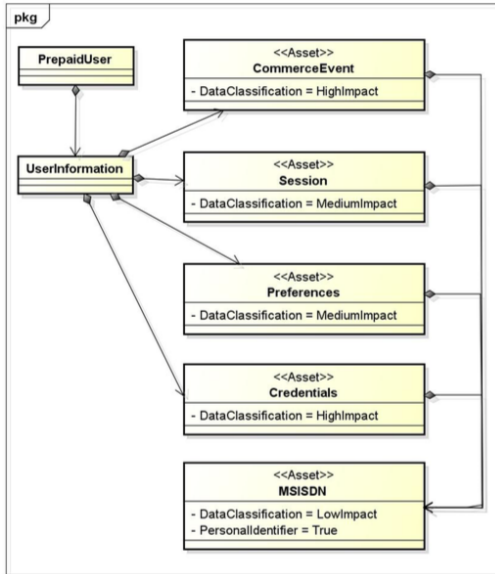 pkg
PrepaidUser
UserInformation
<<Asset>>
CommerceEvent
- DataClassification = HighImpact
<<Asset>>
Session
- DataClassification = MediumImpact
<<Asset>>
Preferences
- DataClassification = MediumImpact
<<Asset>>
Credentials
- DataClassification = HighImpact
<<Asset>>
MSISDN
- DataClassification = LowImpact
- PersonalIdentifier = True